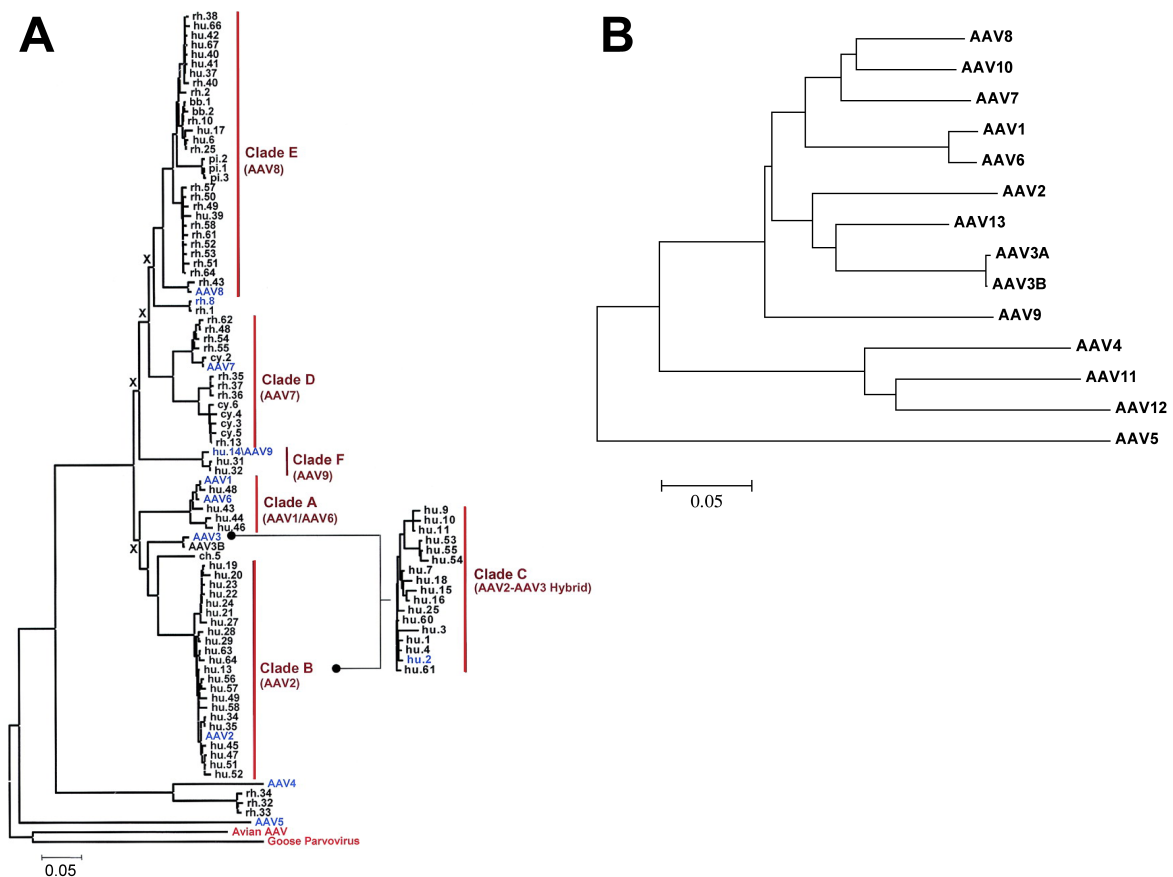 A
rh.38
hu.66
hu.42
hu.67
hu.40
hu.41
hu.37
rh.40
rh.2
bb.1
bb.2
rh.10
hu.17
hu.6
rh.25
pi.2
pi.1
pi.3
rh.57
rh.50
rh.49
hu.39
rh.58
rh.61
rh.52
rh.53
rh.51
rh.64
rh.43
AAV8
rh.8
rh.1
rh.62
rh.48
rh.54
rh.55
cy.2
AAV7
rh.35
rh.37
rh.36
cy.6
cy.4
cy.3
cy.5
rh.13
hu.14\AAV9
hu.31
hu.32
AAV1
hu.48
AAV6
hu.43
hu.44
hu.46
AAV3
AAV3B
ch.5
hu.19
hu.20
hu.23
hu.22
hu.24
hu.21
hu.27
hu.28
hu.29
hu.63
hu.64
hu.13
hu.56
hu.57
hu.49
hu.58
hu.34
hu.35
AAV2
hu.45
hu.47
hu.51
hu.52
AAV4
rh.34
rh.32
rh.33
AAV5
Avian AAV
Goose Parvovirus
X
X
X
X
Clade E
(AAV8)
Clade D
(AAV7)
Clade F
(AAV9)
Clade A
(AAV1/AAV6)
Clade B
(AAV2)
hu.9
hu.10
hu.11
hu.53
hu.55
hu.54
hu.7
hu.18
hu.15
hu.16
hu.25
hu.60
hu.3
hu.1
hu.4
hu.2
hu.61
Clade C
(AAV2-AAV3 Hybrid)
0.05
B
AAV8
AAV10
AAV7
AAV1
AAV6
AAV2
AAV13
AAV3A
AAV3B
AAV9
AAV4
AAV11
AAV12
AAV5
0.05